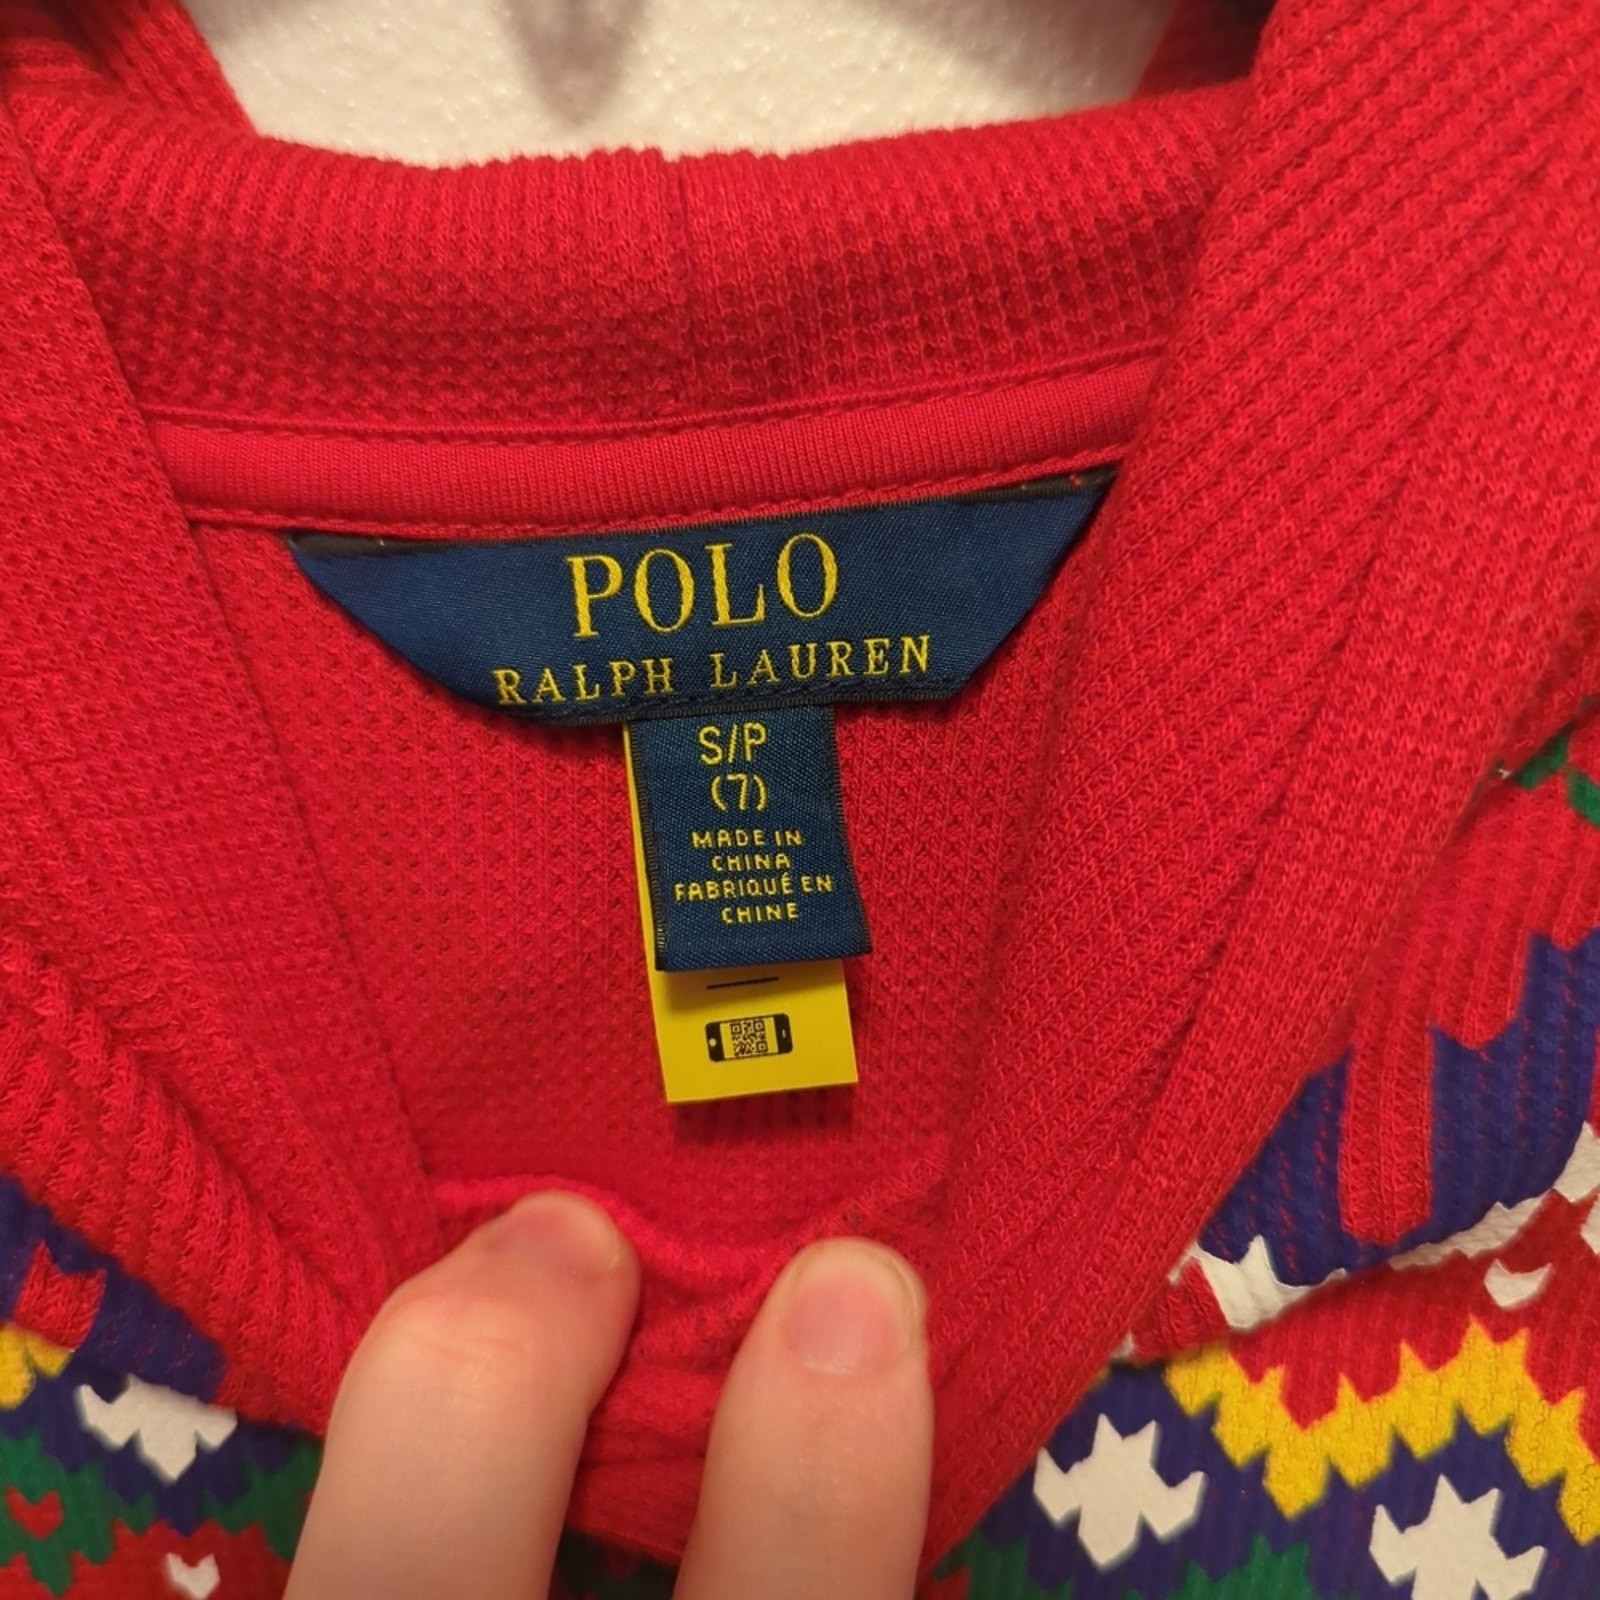 POLO
RALPH LAUREN
S/P
(7)
MADE IN
CHINA
FABRIQUÉ EN
CHINE